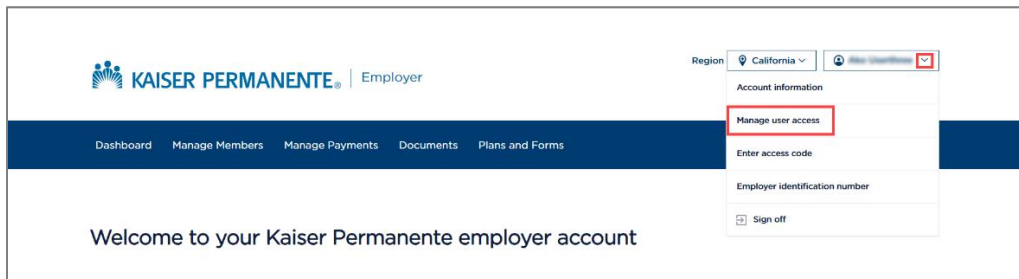 Region California
KAISER PERMANENTE® Employer
Account information
Manage user access
Dashboard Manage Members Manage Payments Documents Plans and Forms
Enter access code
Employer identification number
Sign off
Welcome to your Kaiser Permanente employer account